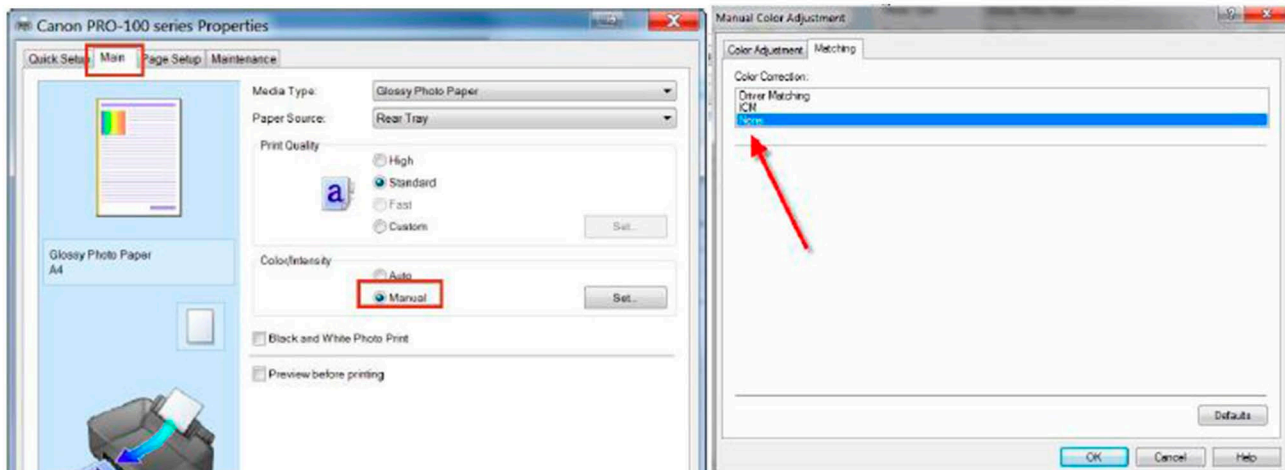 Canon PRO-100 series Properties
Quick Setup Main Page Setup Maintenance
Media Type: Glossy Photo Paper
Paper Source: Rear Tray
Print Quality
High
a
Standard
Fast
Custom Set...
Glossy Photo Paper
A4
Color/Intensity
Auto
Manual Set...
Black and White Photo Print
Preview before printing
Manual Color Adjustment
Color Adjustment Matching
Color Correction:
Driver Matching
ICM
None
Defaults
OK Cancel Help